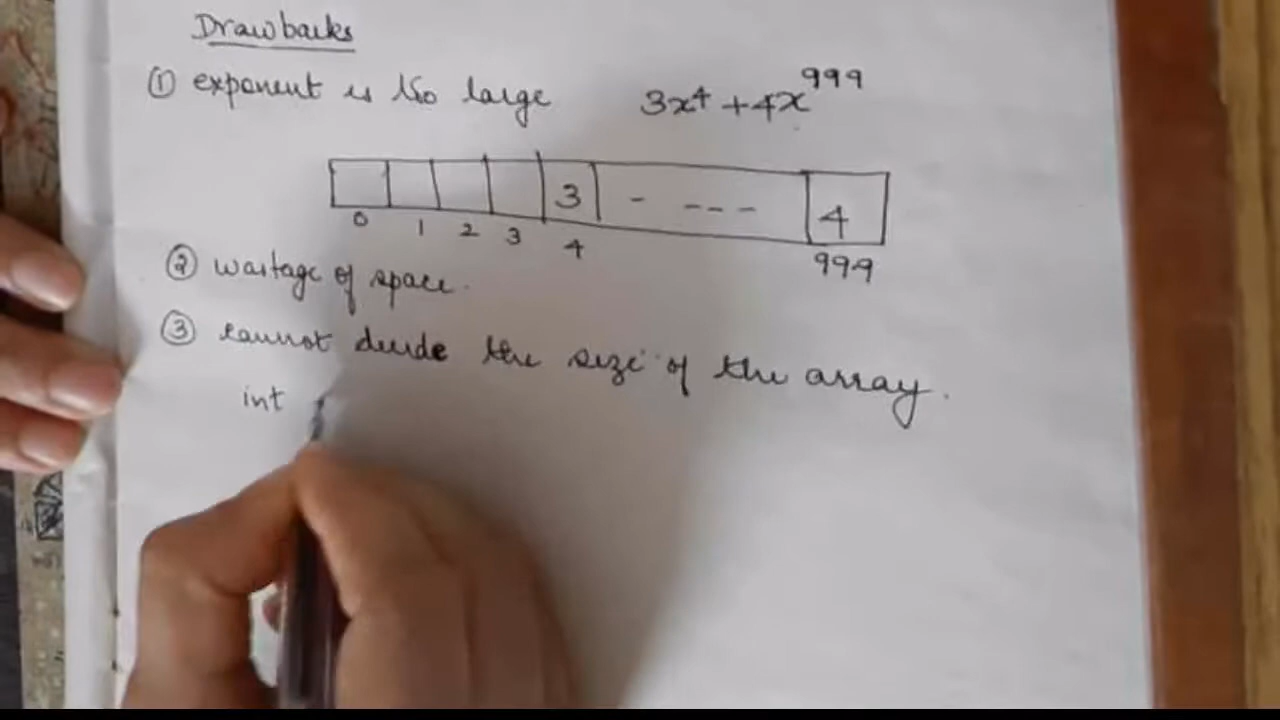 Drawbacks
① exponent is too large 3x⁴ + 4x⁹⁹⁹
3 - - - - 4
0 1 2 3 4 999
② wastage of space.
③ cannot decide the size of the array.
int